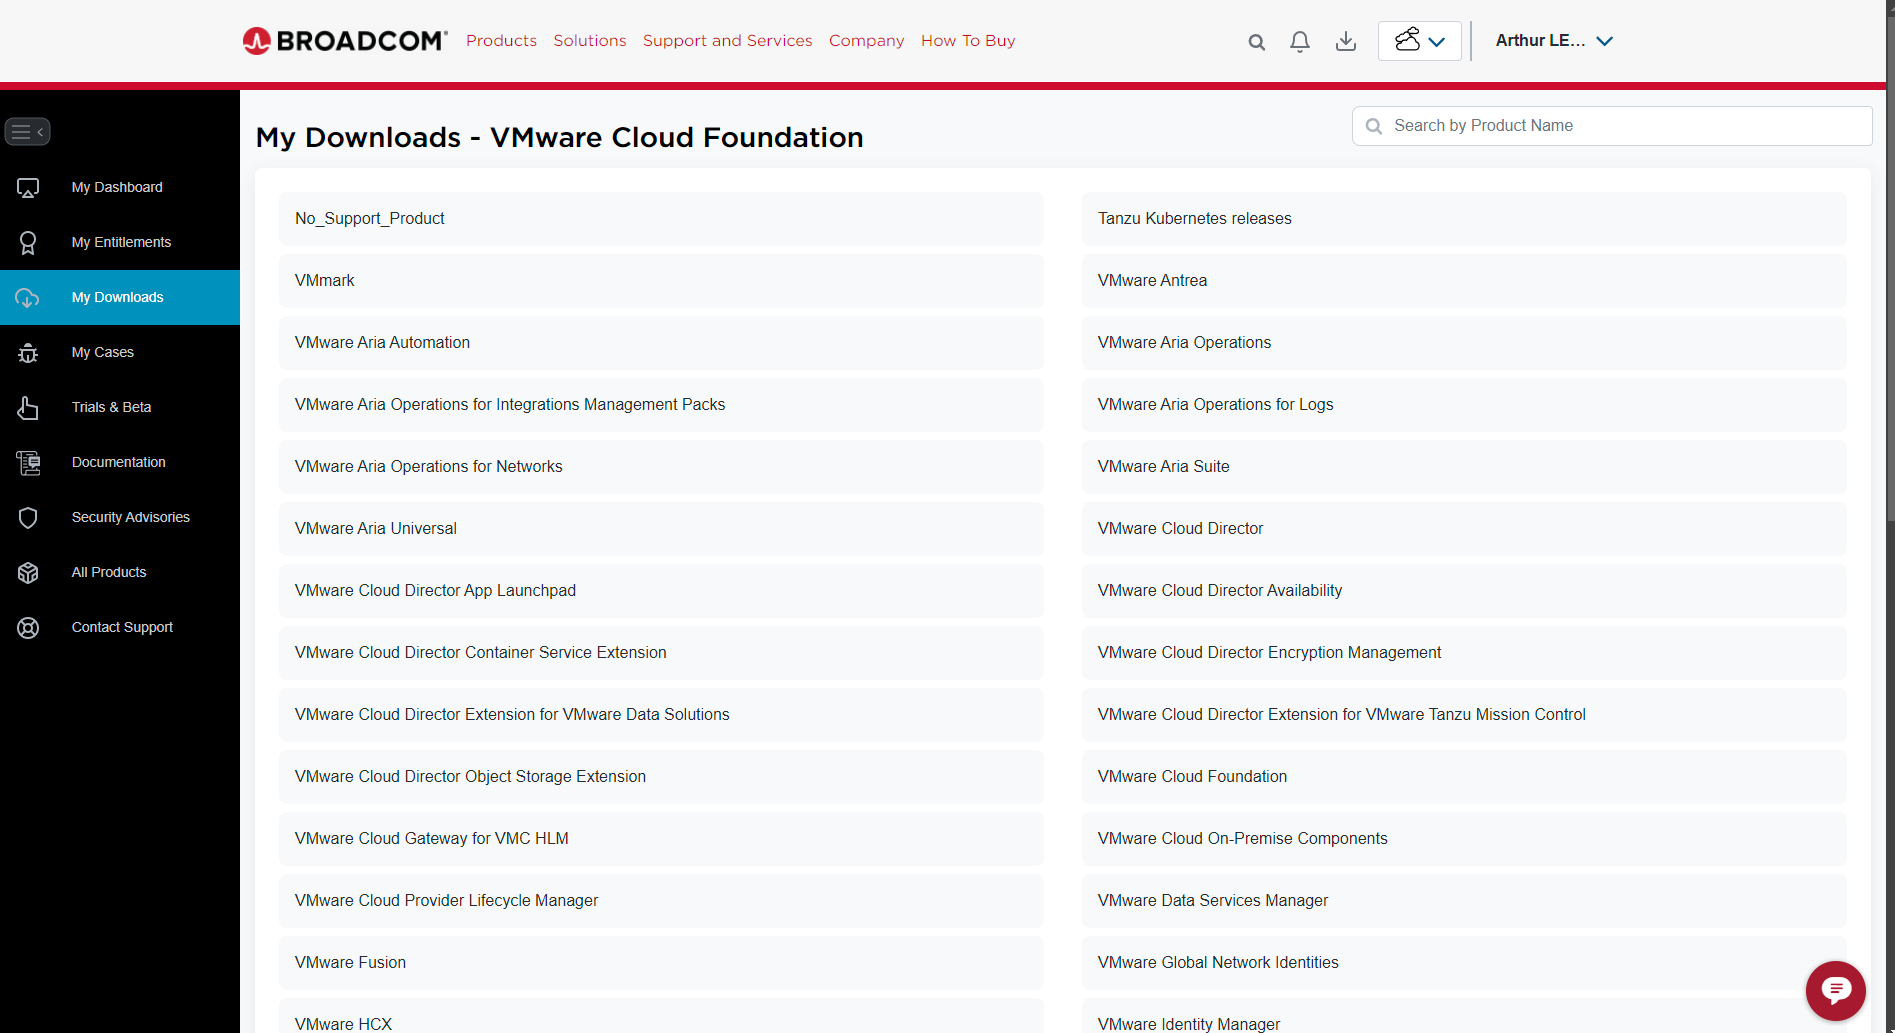 BROADCOM®
Products Solutions Support and Services Company How To Buy
Arthur LE...
My Dashboard
My Entitlements
My Downloads
My Cases
Trials & Beta
Documentation
Security Advisories
All Products
Contact Support
My Downloads - VMware Cloud Foundation
Search by Product Name
No_Support_Product
Tanzu Kubernetes releases
VMmark
VMware Antrea
VMware Aria Automation
VMware Aria Operations
VMware Aria Operations for Integrations Management Packs
VMware Aria Operations for Logs
VMware Aria Operations for Networks
VMware Aria Suite
VMware Aria Universal
VMware Cloud Director
VMware Cloud Director App Launchpad
VMware Cloud Director Availability
VMware Cloud Director Container Service Extension
VMware Cloud Director Encryption Management
VMware Cloud Director Extension for VMware Data Solutions
VMware Cloud Director Extension for VMware Tanzu Mission Control
VMware Cloud Director Object Storage Extension
VMware Cloud Foundation
VMware Cloud Gateway for VMC HLM
VMware Cloud On-Premise Components
VMware Cloud Provider Lifecycle Manager
VMware Data Services Manager
VMware Fusion
VMware Global Network Identities
VMware HCX
VMware Identity Manager